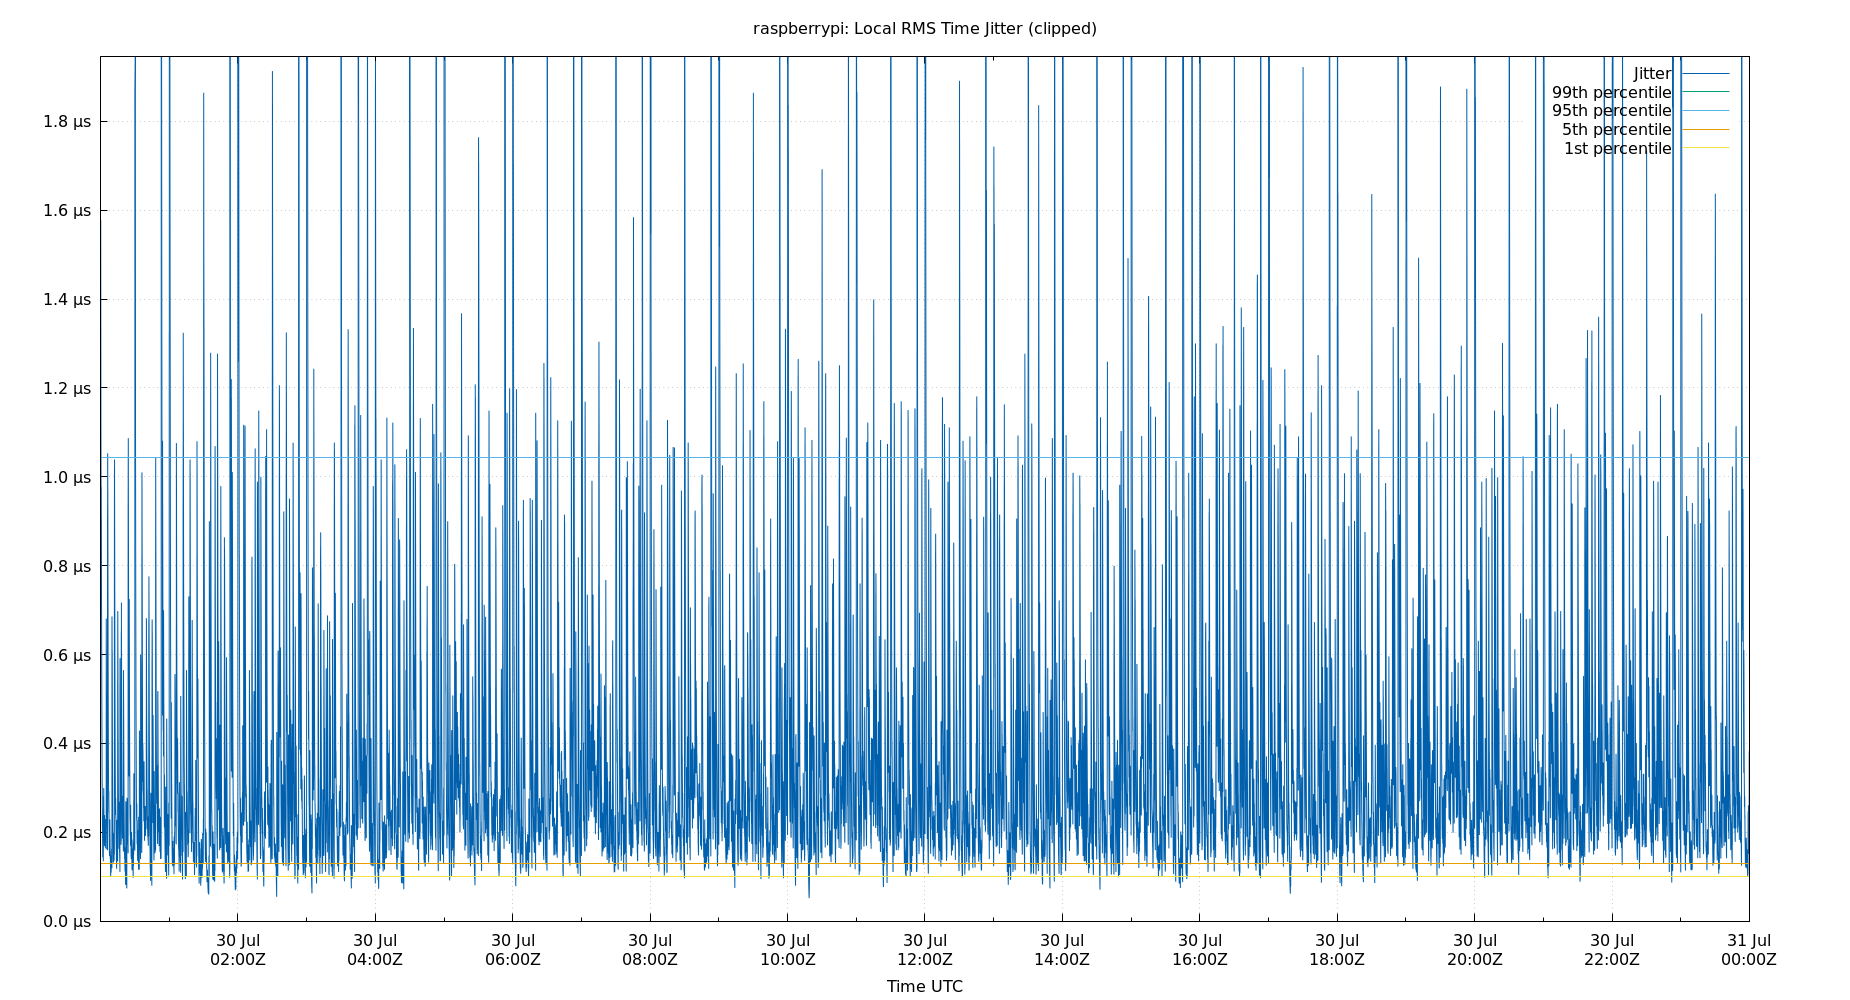 raspberrypi: Local RMS Time Jitter (clipped)
Jitter
99th percentile
95th percentile
5th percentile
1st percentile
1.8 µs
1.6 µs
1.4 µs
1.2 µs
1.0 µs
0.8 µs
0.6 µs
0.4 µs
0.2 µs
0.0 µs
30 Jul 30 Jul 30 Jul 30 Jul 30 Jul 30 Jul 30 Jul 30 Jul 30 Jul 30 Jul 30 Jul 31 Jul
02:00Z 04:00Z 06:00Z 08:00Z 10:00Z 12:00Z 14:00Z 16:00Z 18:00Z 20:00Z 22:00Z 00:00Z
Time UTC